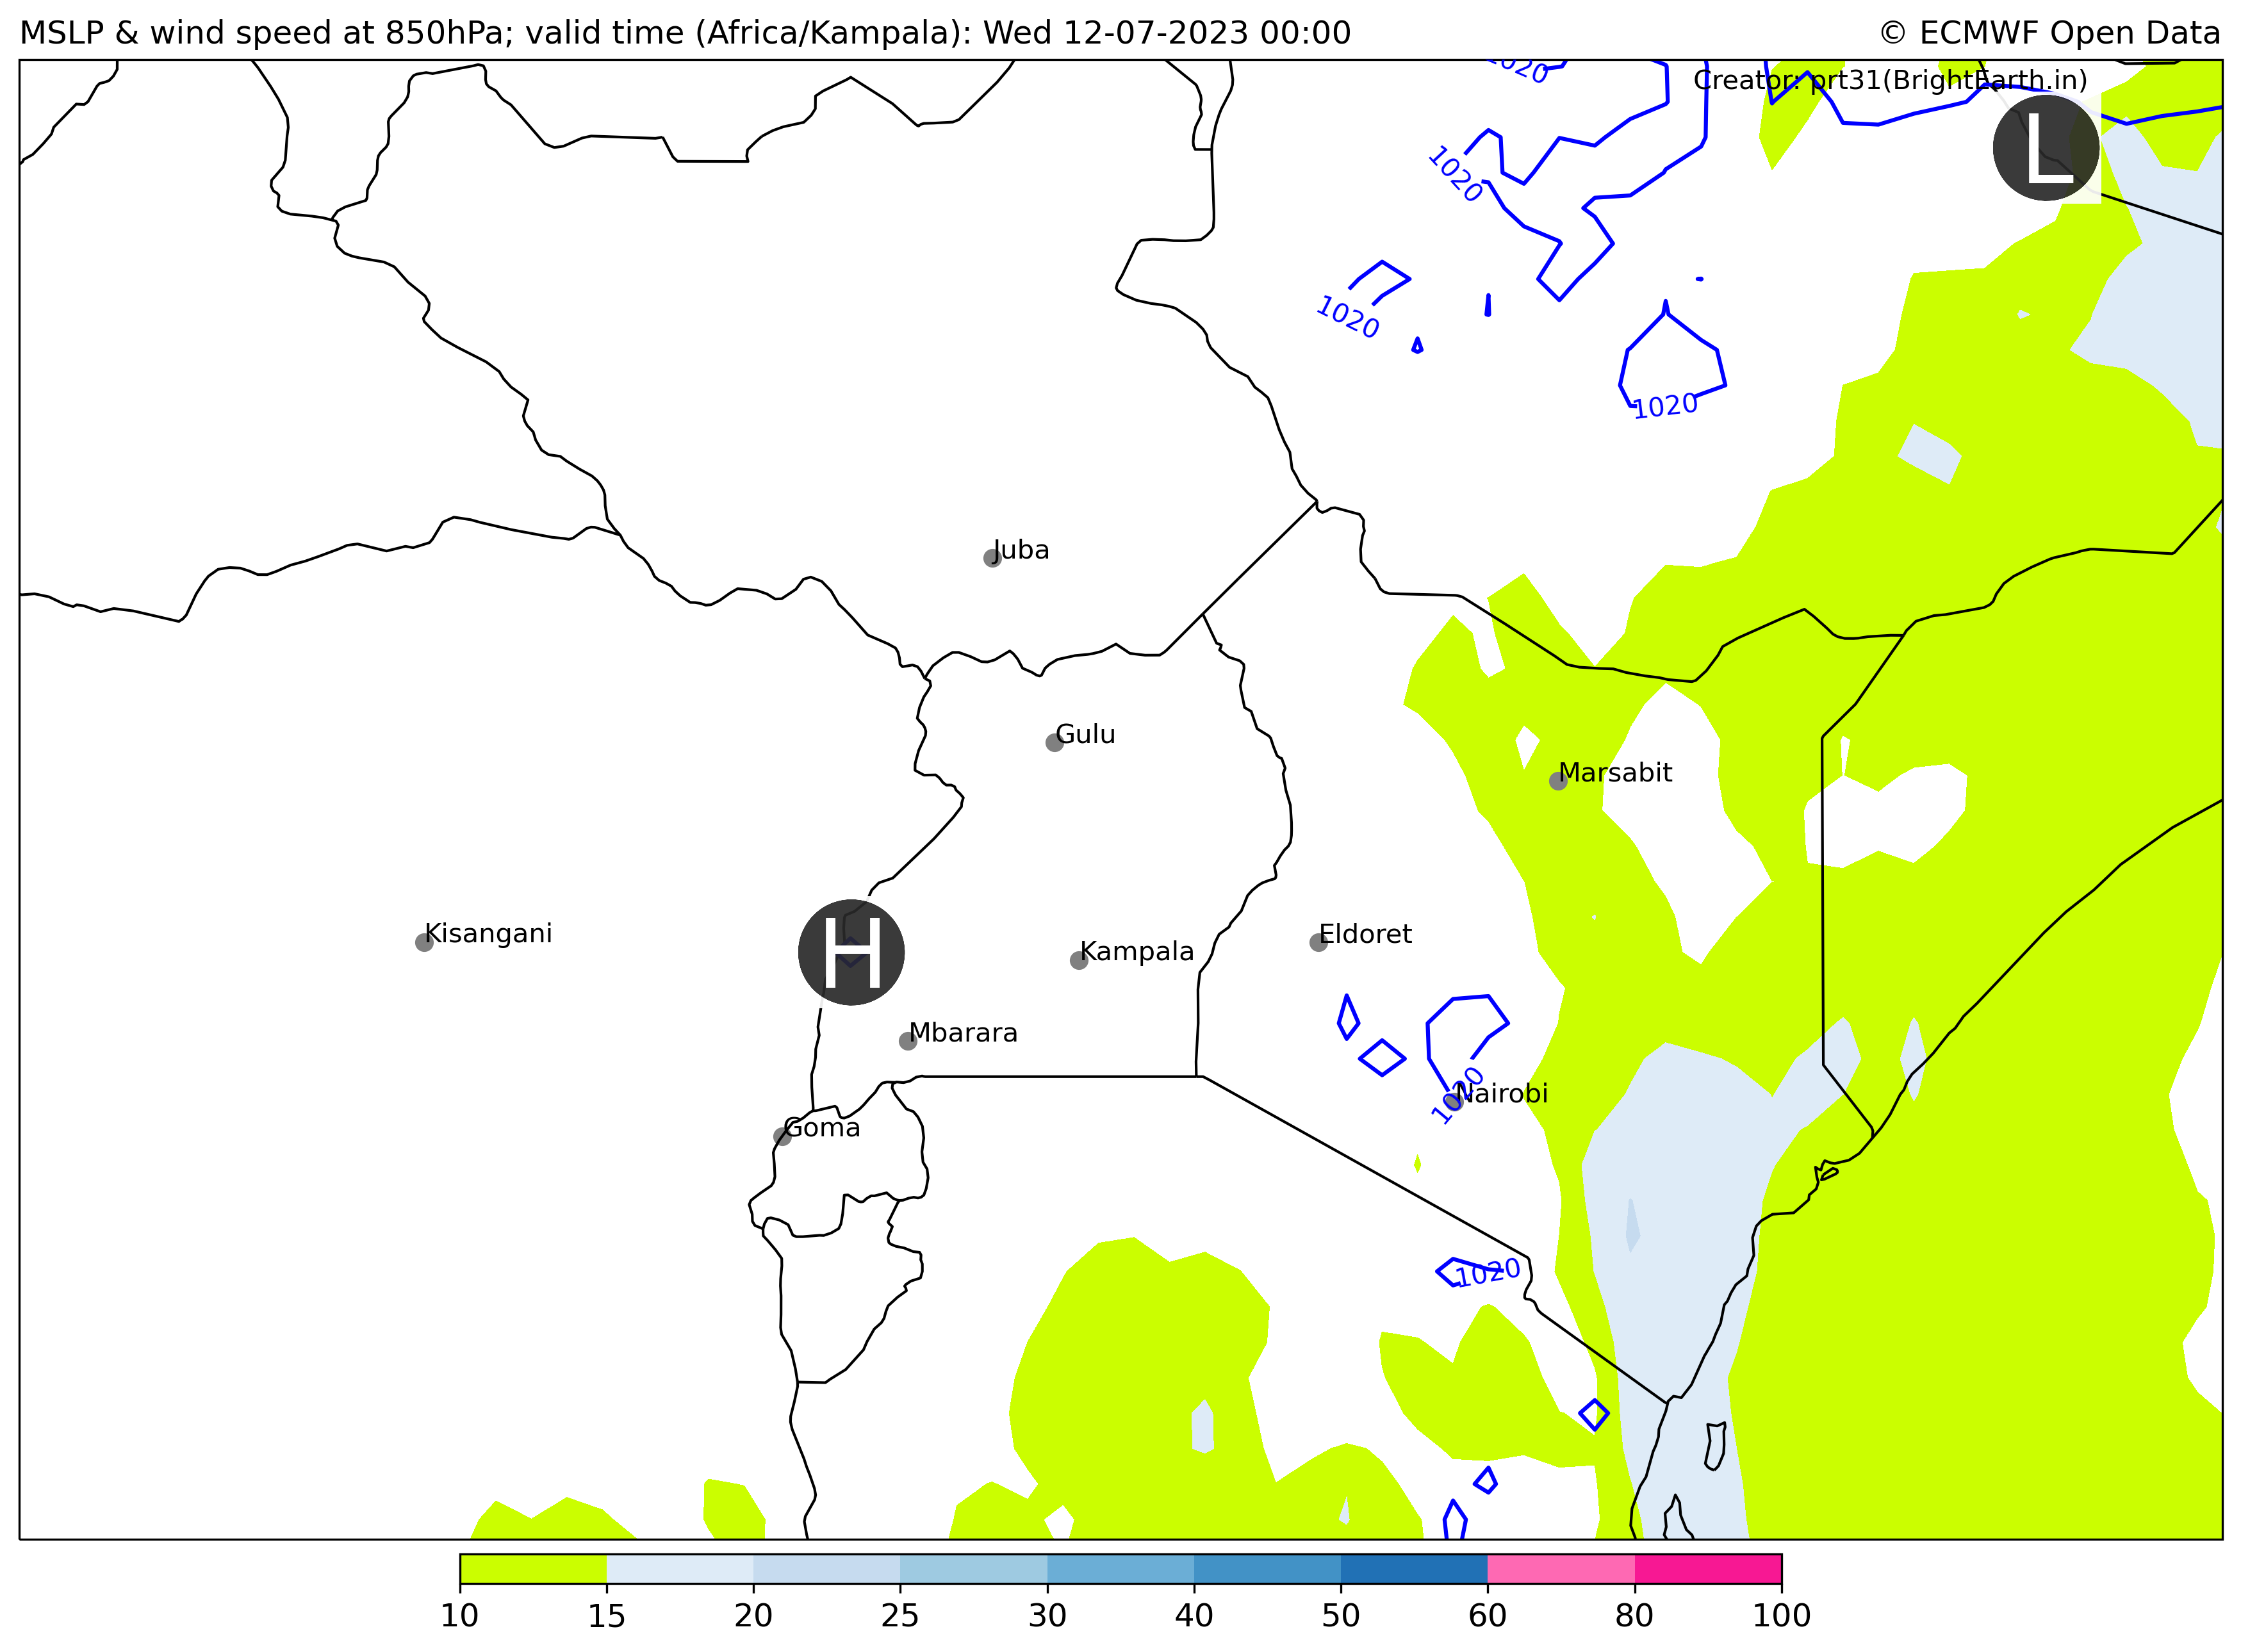 MSLP & wind speed at 850hPa; valid time (Africa/Kampala): Wed 12-07-2023 00:00
© ECMWF Open Data
1020
Creator: prt31(BrightEarth.in)
L
1020
1020
1020
Juba
Gulu
Marsabit
Kisangani
H
Kampala
Eldoret
Mbarara
1020
Nairobi
Goma
1020
10 15 20 25 30 40 50 60 80 100